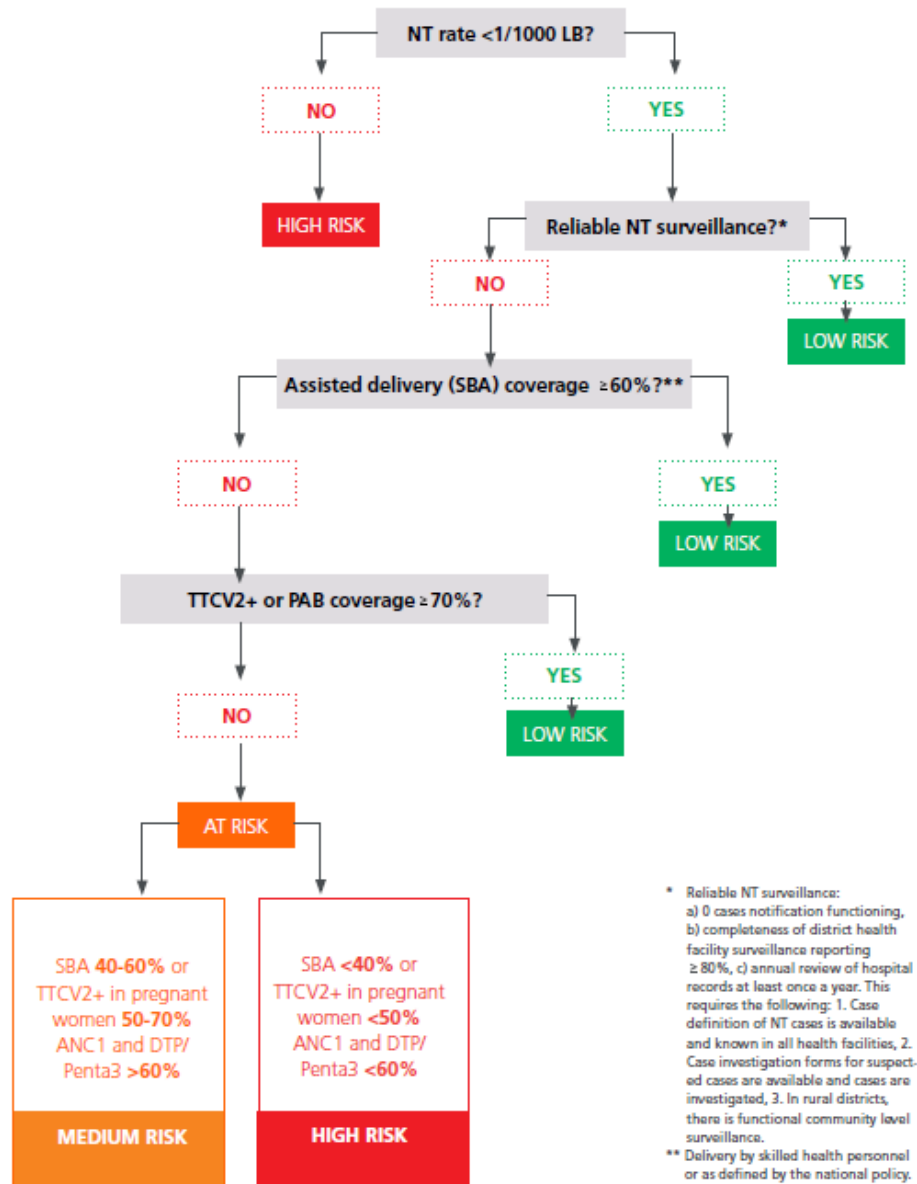 NT rate <1/1000 LB?
NO
YES
HIGH RISK
Reliable NT surveillance?*
NO
YES
LOW RISK
Assisted delivery (SBA) coverage ≥60%?**
NO
YES
LOW RISK
TTCV2+ or PAB coverage ≥70%?
NO
YES
LOW RISK
AT RISK
SBA 40-60% or
TTCV2+ in pregnant
women 50-70%
ANC1 and DTP/
Penta3 >60%
MEDIUM RISK
SBA <40% or
TTCV2+ in pregnant
women <50%
ANC1 and DTP/
Penta3 <60%
HIGH RISK
* Reliable NT surveillance:
a) 0 cases notification functioning,
b) completeness of district health
facility surveillance reporting
≥80%, c) annual review of hospital
records at least once a year. This
requires the following: 1. Case
definition of NT cases is available
and known in all health facilities, 2.
Case investigation forms for suspect-
ed cases are available and cases are
investigated, 3. In rural districts,
there is functional community level
surveillance.
** Delivery by skilled health personnel
or as defined by the national policy.